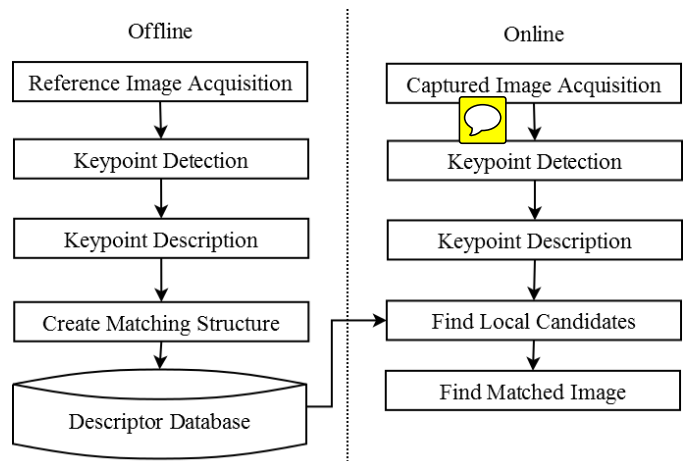 Offline
Reference Image Acquisition
Keypoint Detection
Keypoint Description
Create Matching Structure
Descriptor Database
Online
Captured Image Acquisition
Keypoint Detection
Keypoint Description
Find Local Candidates
Find Matched Image